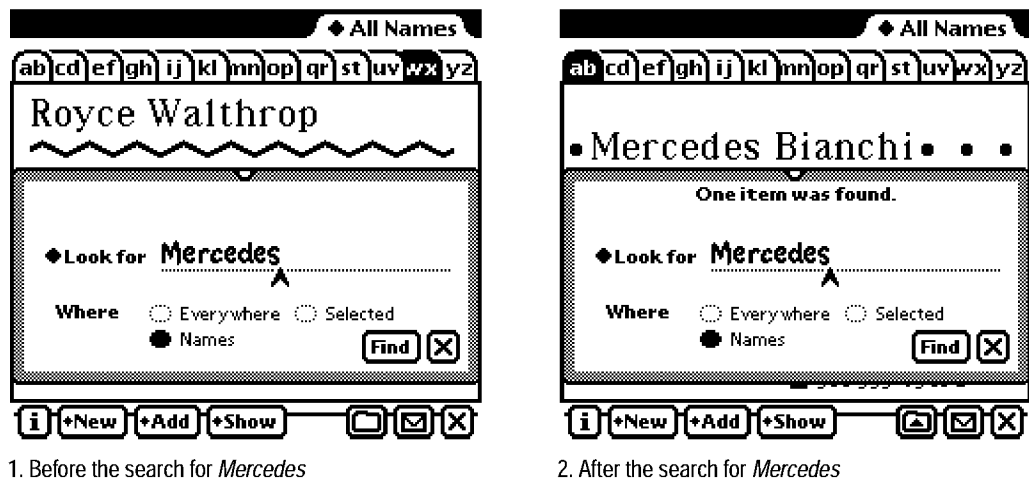 All Names
ab cd ef gh ij kl mn op qr st uv wx yz
Royce Walthrop
Look for Mercedes
Where Everywhere Selected
Names
Find
i New Add Show
1. Before the search for Mercedes
All Names
ab cd ef gh ij kl mn op qr st uv wx yz
Mercedes Bianchi
One item was found.
Look for Mercedes
Where Everywhere Selected
Names
Find
i New Add Show
2. After the search for Mercedes